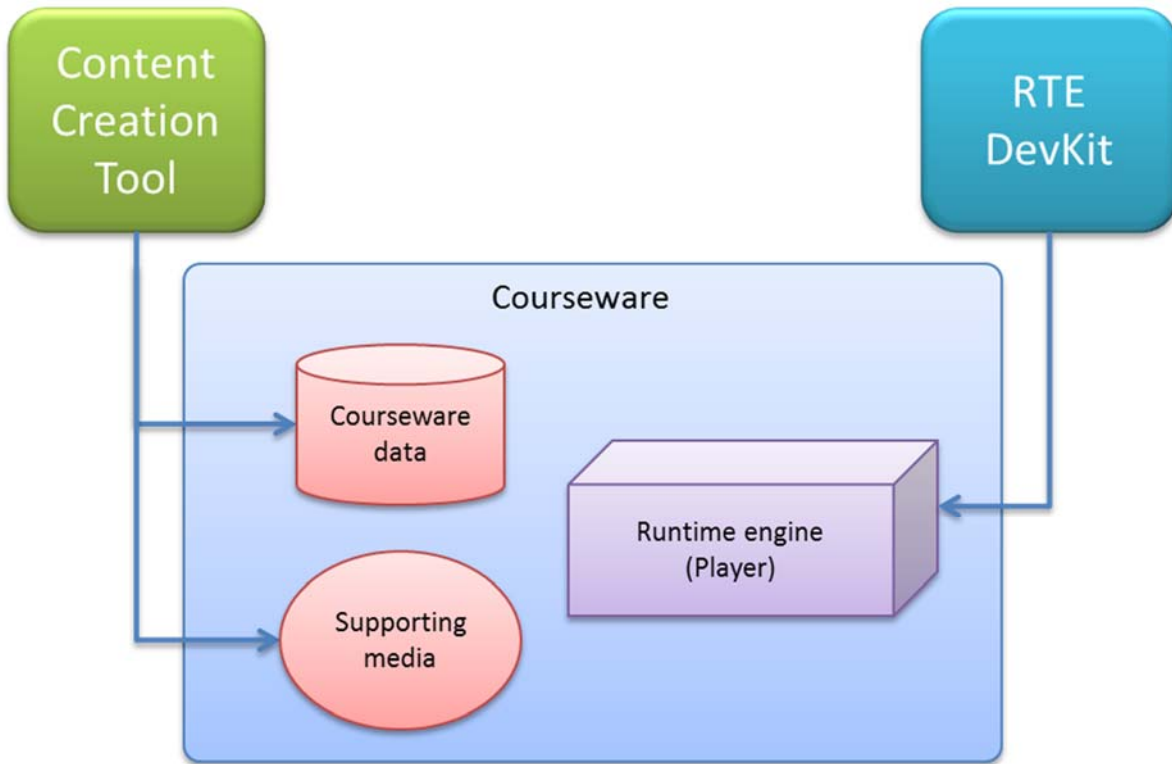 Content
Creation
Tool
RTE
DevKit
Courseware
Courseware
data
Runtime engine
(Player)
Supporting
media